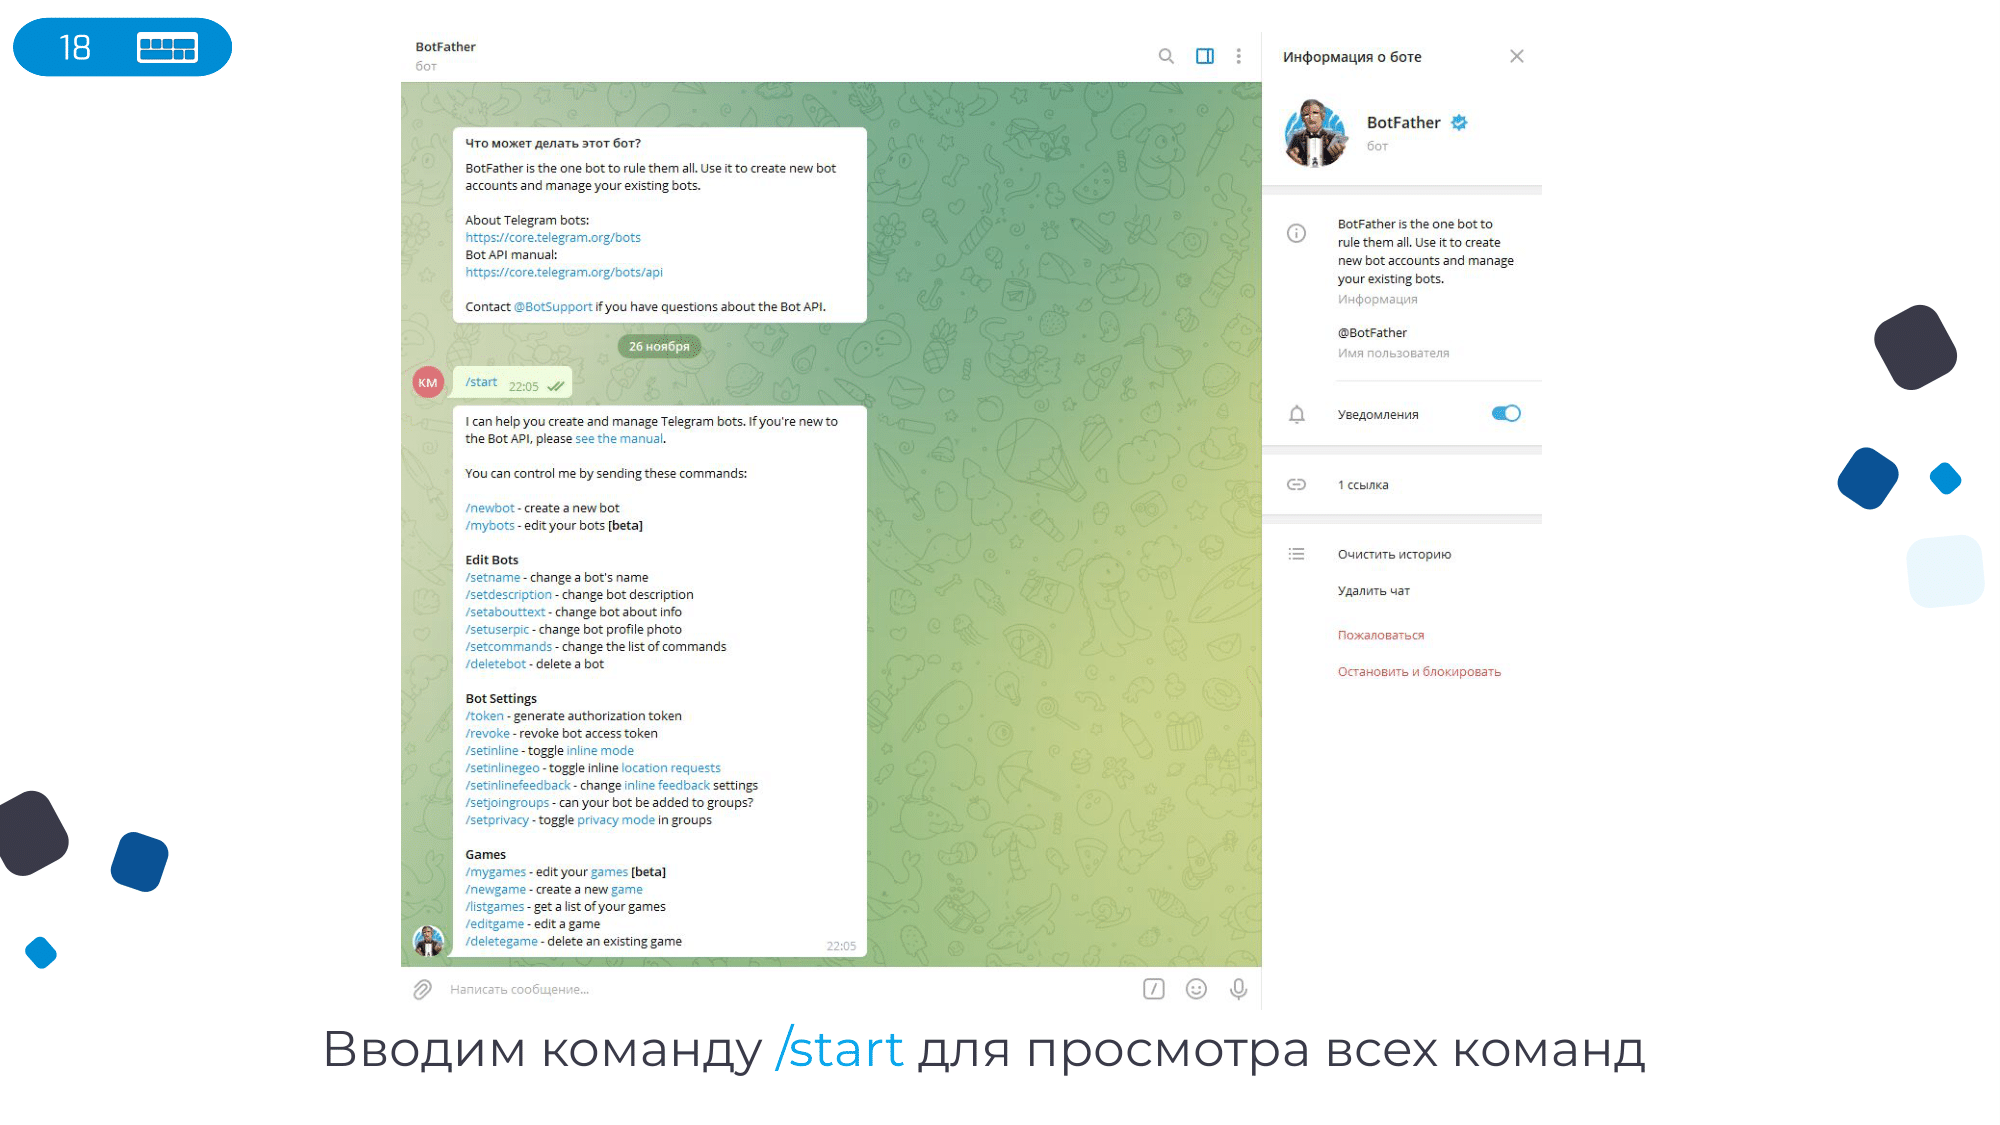 18
BotFather
бот
Что может делать этот бот?
BotFather is the one bot to rule them all. Use it to create new bot
accounts and manage your existing bots.
About Telegram bots:
https://core.telegram.org/bots
Bot API manual:
https://core.telegram.org/bots/api
Contact @BotSupport if you have questions about the Bot API.
26 ноября
КМ
/start 22:05
I can help you create and manage Telegram bots. If you're new to
the Bot API, please see the manual.
You can control me by sending these commands:
/newbot - create a new bot
/mybots - edit your bots [beta]
Edit Bots
/setname - change a bot's name
/setdescription - change bot description
/setabouttext - change bot about info
/setuserpic - change bot profile photo
/setcommands - change the list of commands
/deletebot - delete a bot
Bot Settings
/token - generate authorization token
/revoke - revoke bot access token
/setinline - toggle inline mode
/setinlinegeo - toggle inline location requests
/setinlinefeedback - change inline feedback settings
/setjoingroups - can your bot be added to groups?
/setprivacy - toggle privacy mode in groups
Games
/mygames - edit your games [beta]
/newgame - create a new game
/listgames - get a list of your games
/editgame - edit a game
/deletegame - delete an existing game
22:05
Написать сообщение...
Информация о боте
BotFather
бот
BotFather is the one bot to
rule them all. Use it to create
new bot accounts and manage
your existing bots.
Информация
@BotFather
Имя пользователя
Уведомления
1 ссылка
Очистить историю
Удалить чат
Пожаловаться
Остановить и блокировать
Вводим команду /start для просмотра всех команд